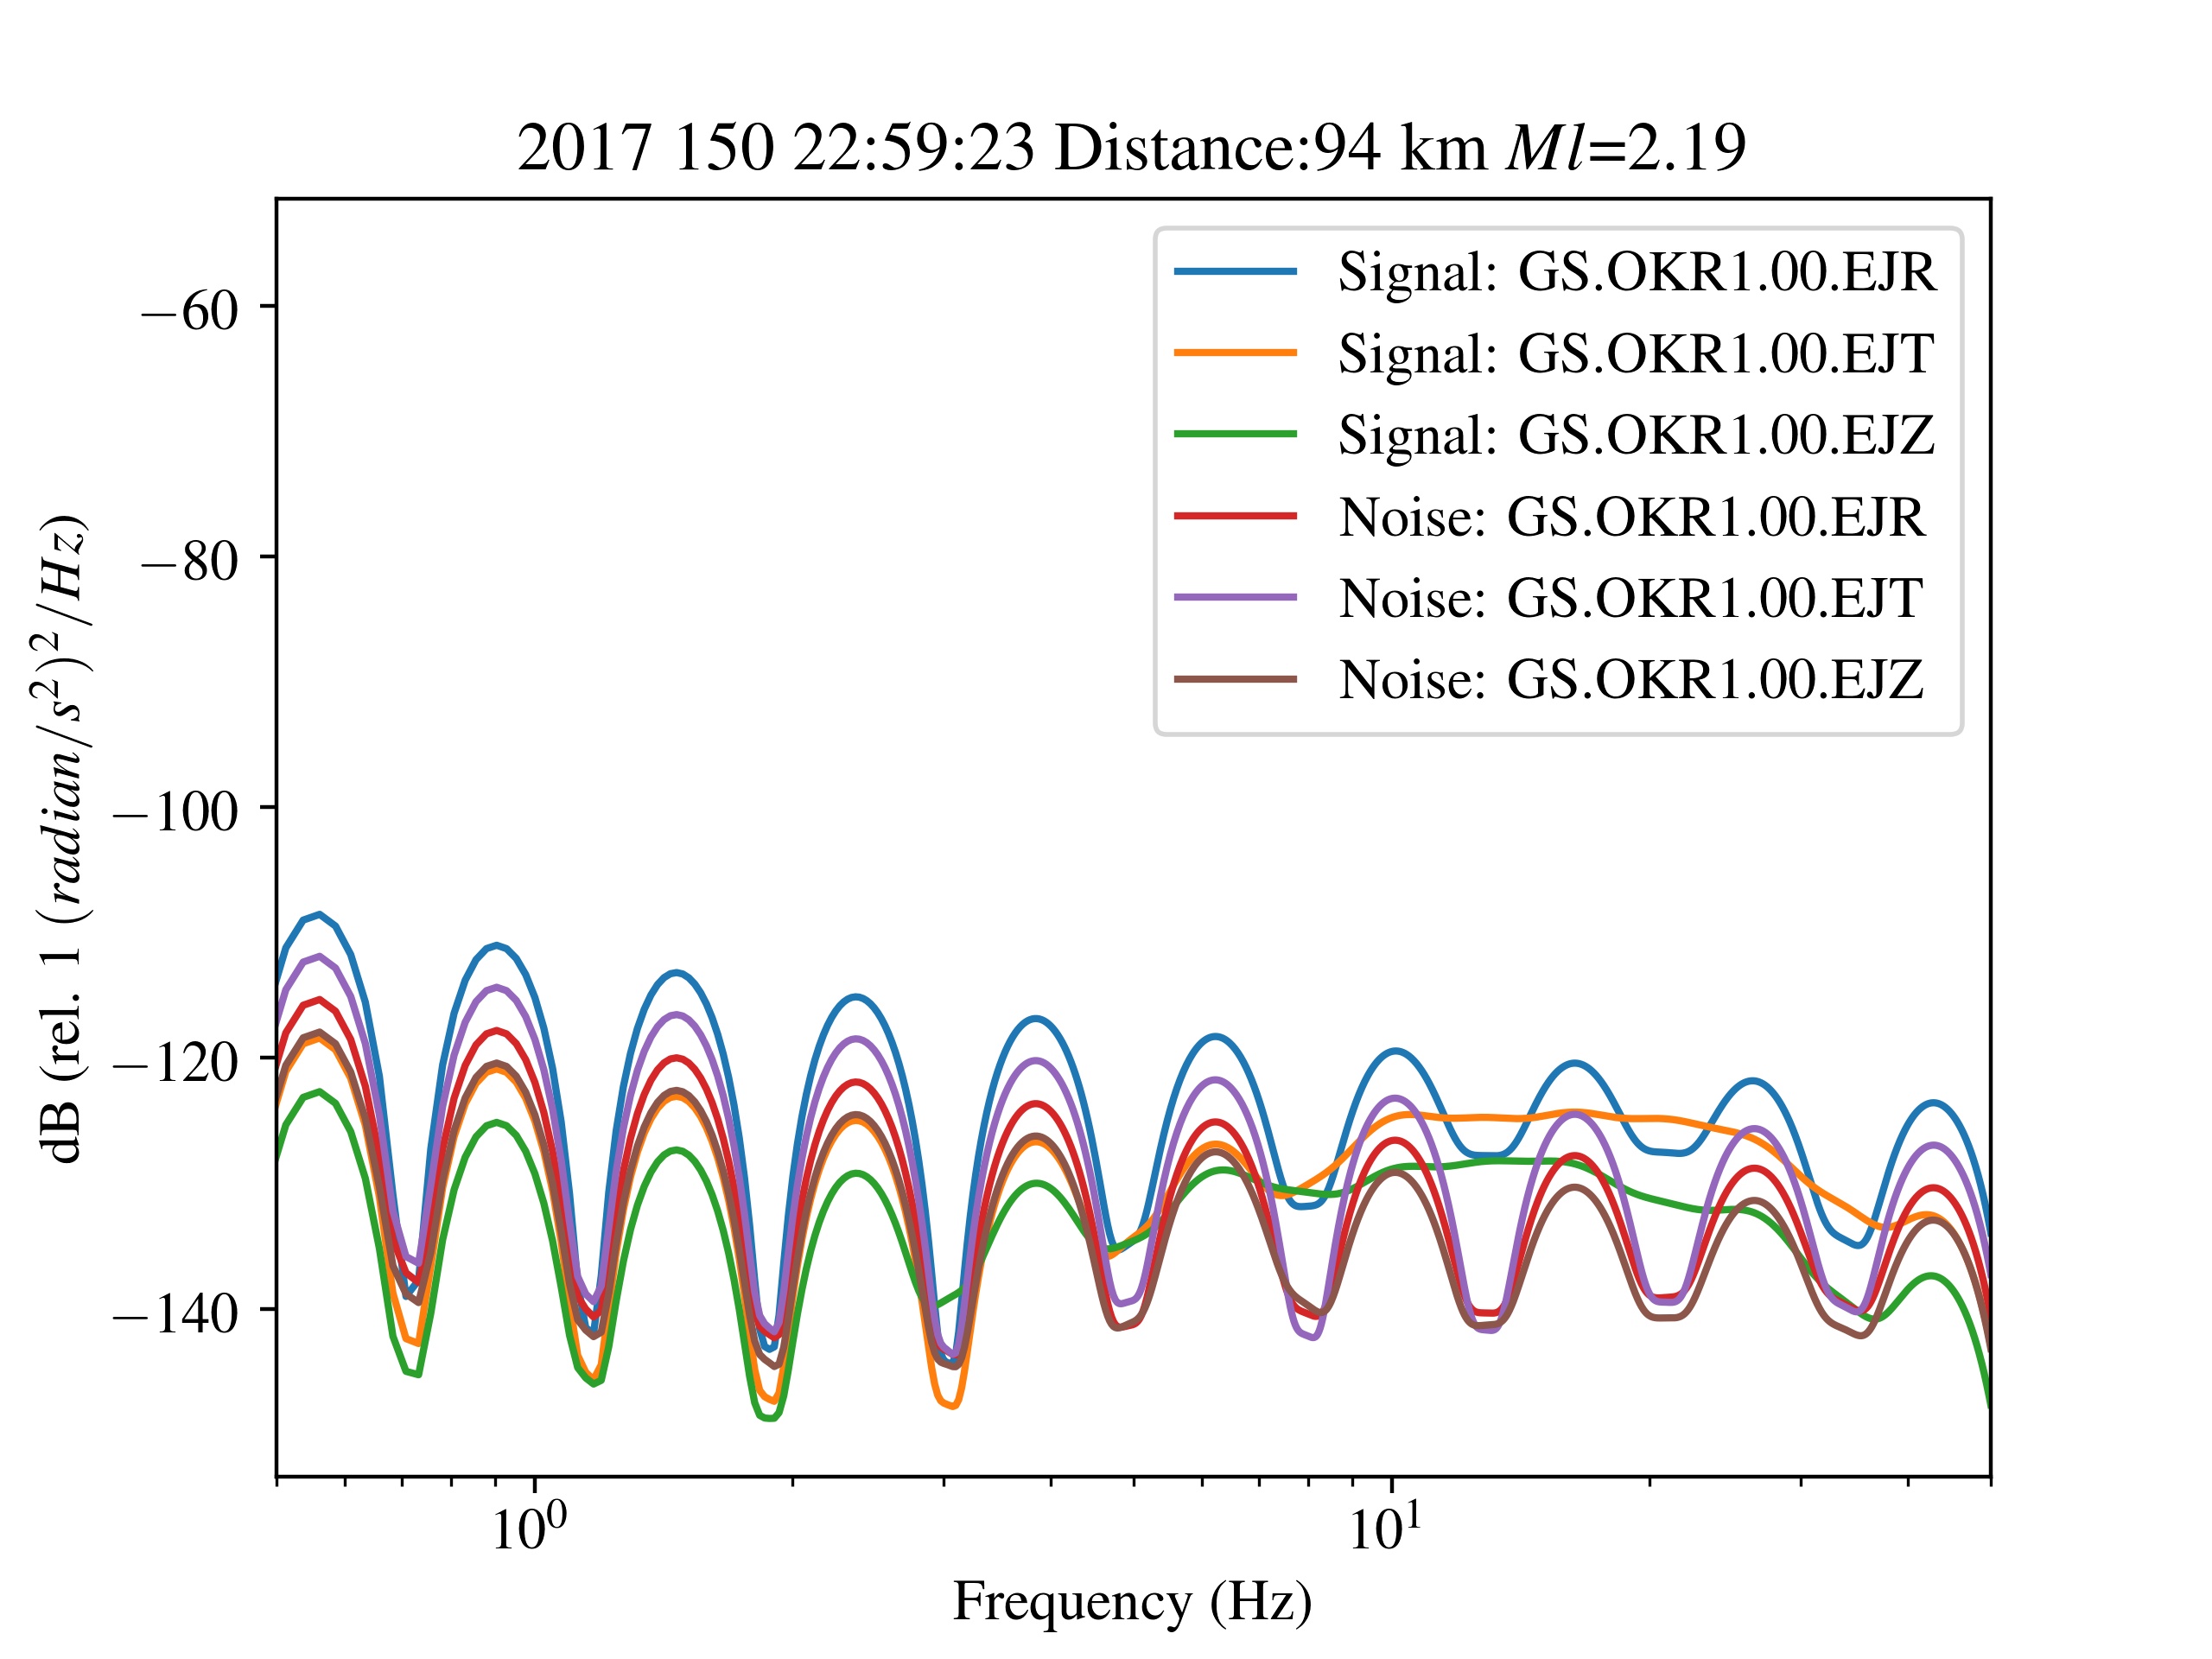 2017 150 22:59:23 Distance:94 km Ml=2.19
Signal: GS.OKR1.00.EJR
Signal: GS.OKR1.00.EJT
Signal: GS.OKR1.00.EJZ
Noise: GS.OKR1.00.EJR
Noise: GS.OKR1.00.EJT
Noise: GS.OKR1.00.EJZ
dB (rel. 1 (radian/s²)²/Hz)
−60
−80
−100
−120
−140
10⁰ 10¹
Frequency (Hz)